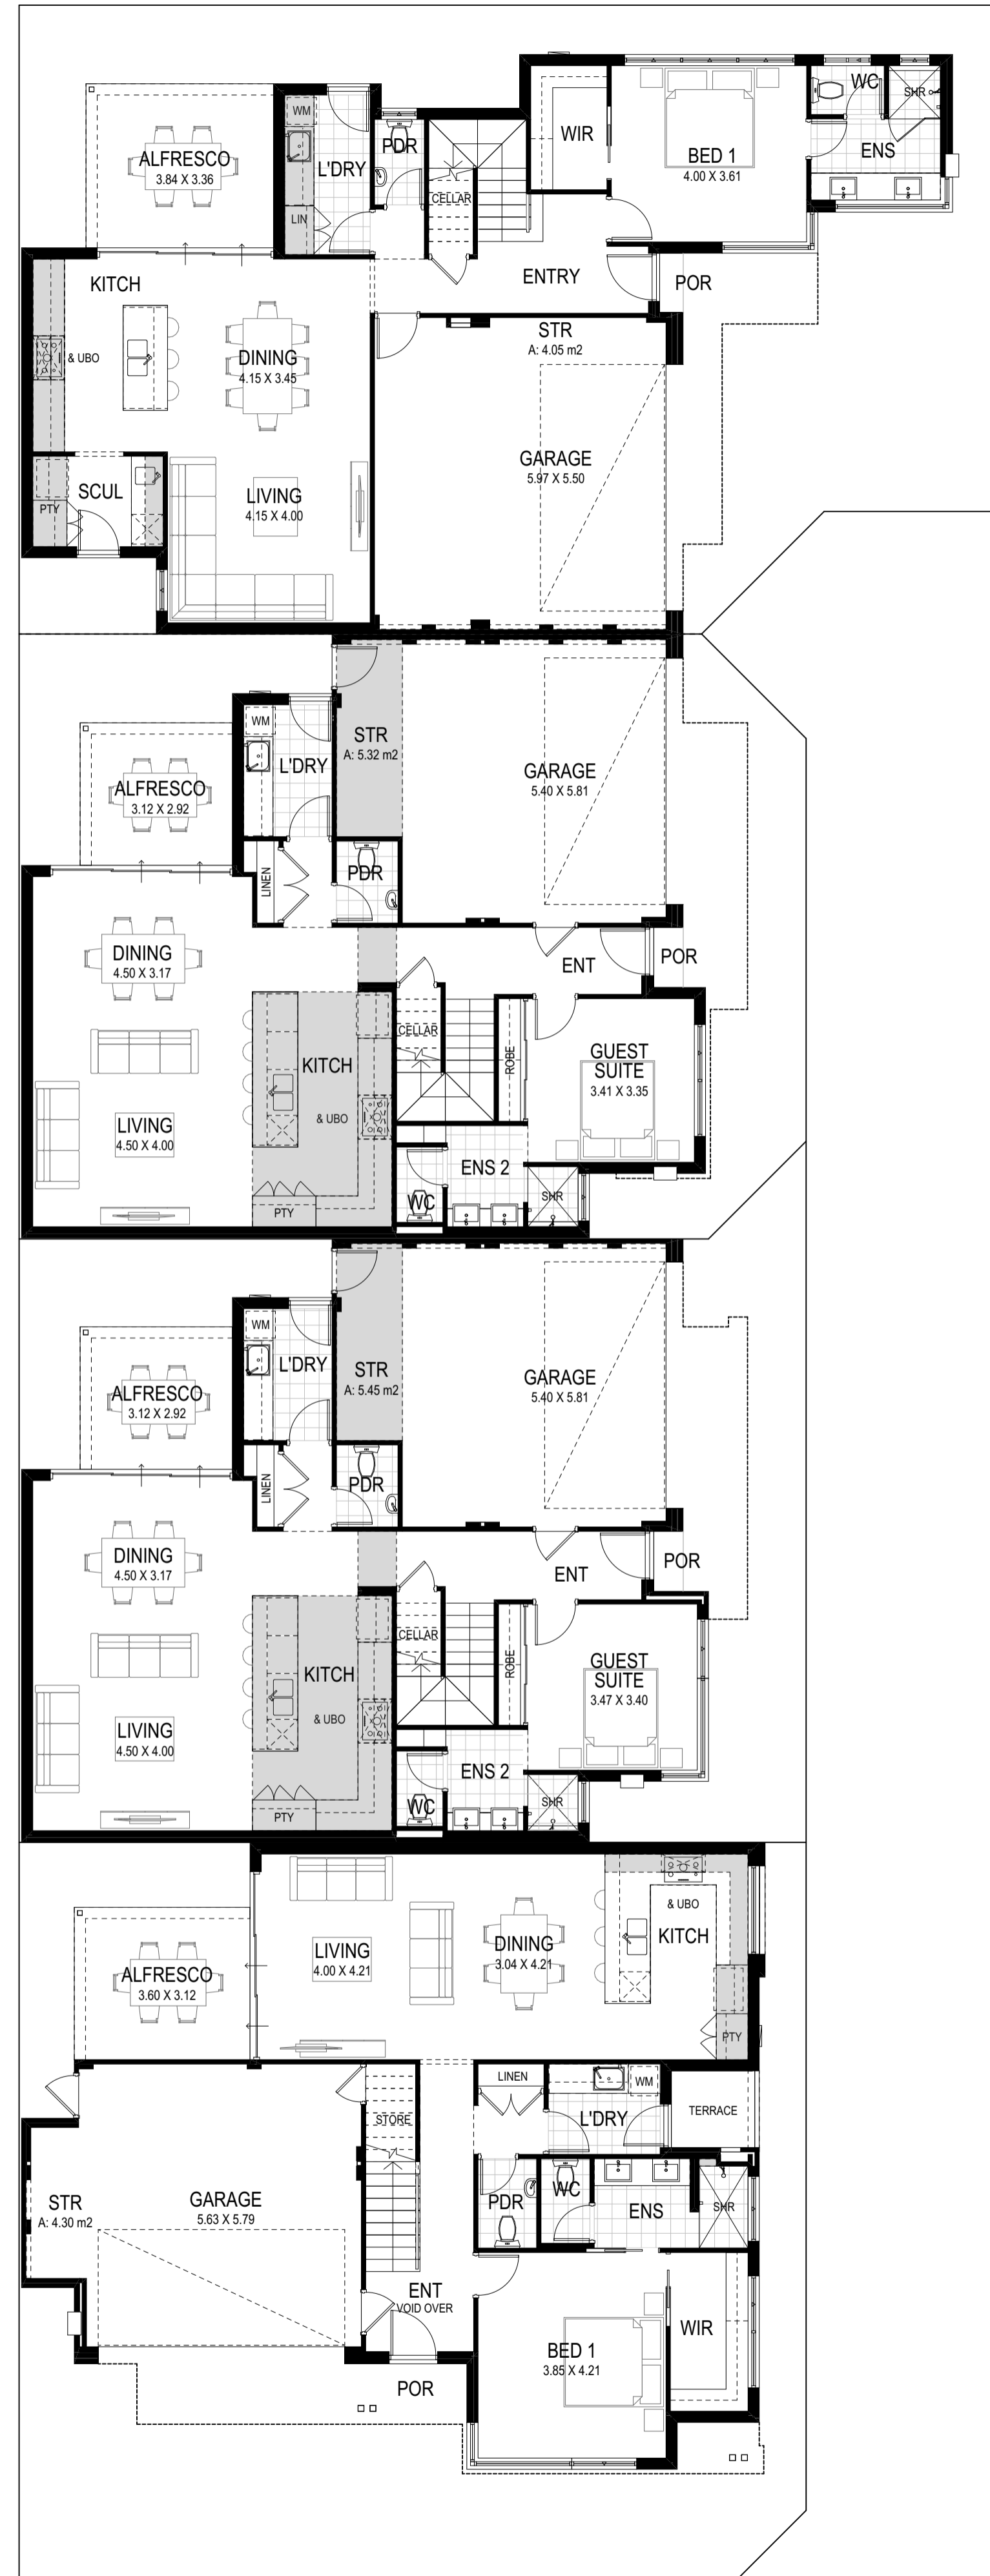 WC
SHR
WM
PDR
WIR
BED 1
4.00 X 3.61
ENS
ALFRESCO
3.84 X 3.36
L'DRY
CELLAR
LIN
KITCH
ENTRY
POR
STR
A: 4.05 m2
& UBO
DINING
4.15 X 3.45
GARAGE
5.97 X 5.50
SCUL
PTY
LIVING
4.15 X 4.00
WM
STR
A: 5.32 m2
L'DRY
GARAGE
5.40 X 5.81
ALFRESCO
3.12 X 2.92
LINEN
PDR
DINING
4.50 X 3.17
ENT
POR
CELLAR
ROBE
GUEST
SUITE
3.41 X 3.35
KITCH
& UBO
LIVING
4.50 X 4.00
ENS 2
WC
SHR
PTY
WM
L'DRY
STR
A: 5.45 m2
GARAGE
5.40 X 5.81
ALFRESCO
3.12 X 2.92
LINEN
PDR
DINING
4.50 X 3.17
ENT
POR
CELLAR
ROBE
GUEST
SUITE
3.47 X 3.40
KITCH
& UBO
LIVING
4.50 X 4.00
ENS 2
WC
SHR
PTY
& UBO
KITCH
LIVING
4.00 X 4.21
DINING
3.04 X 4.21
ALFRESCO
3.60 X 3.12
PTY
LINEN
WM
STORE
L'DRY
TERRACE
STR
A: 4.30 m2
GARAGE
5.63 X 5.79
PDR
WC
ENS
SHR
ENT
VOID OVER
BED 1
3.85 X 4.21
WIR
POR